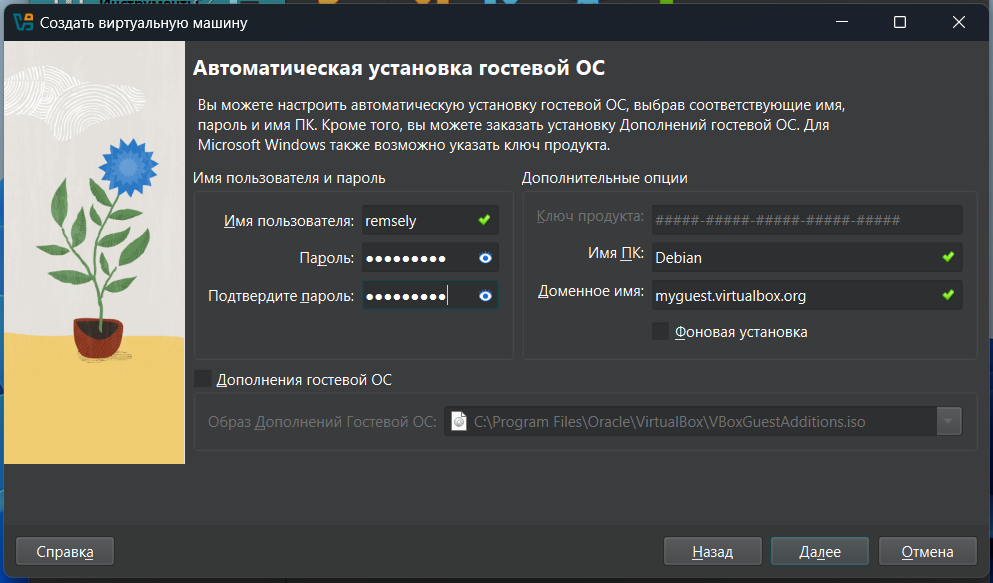 Создать виртуальную машину
Автоматическая установка гостевой ОС
Вы можете настроить автоматическую установку гостевой ОС, выбрав соответствующие имя,
пароль и имя ПК. Кроме того, вы можете заказать установку Дополнений гостевой ОС. Для
Microsoft Windows также возможно указать ключ продукта.
Имя пользователя и пароль
Имя пользователя: remsely
Пароль: ●●●●●●●●●
Подтвердите пароль: ●●●●●●●●●
Дополнительные опции
Ключ продукта: #####-#####-#####-#####-#####
Имя ПК: Debian
Доменное имя: myguest.virtualbox.org
Фоновая установка
Дополнения гостевой ОС
Образ Дополнений Гостевой ОС: C:\Program Files\Oracle\VirtualBox\VBoxGuestAdditions.iso
Справка
Назад
Далее
Отмена